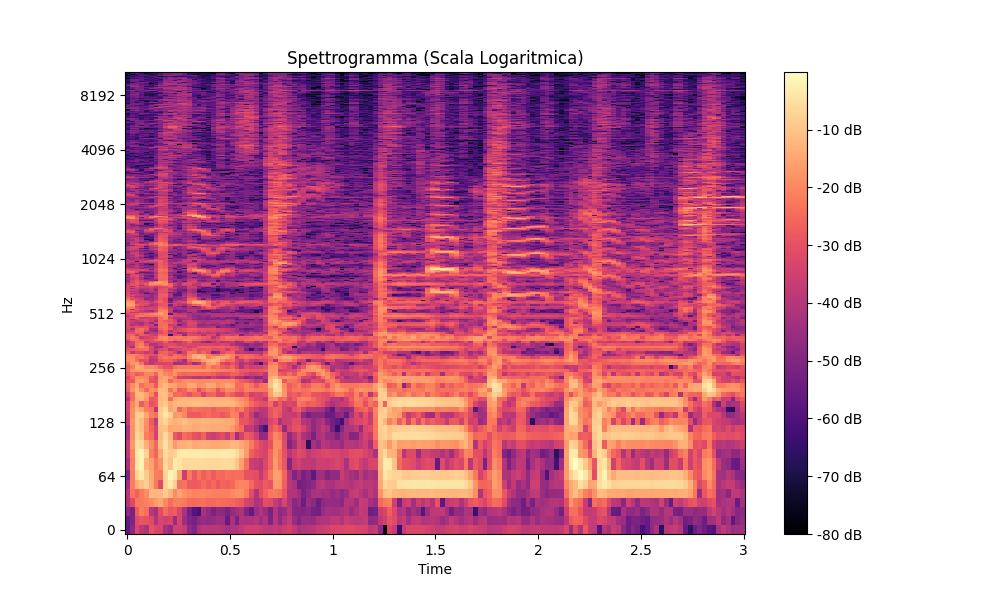 Spettrogramma (Scala Logaritmica)
8192
4096
2048
1024
512
256
128
64
0
Hz
0
0.5
1
1.5
2
2.5
3
Time
-10 dB
-20 dB
-30 dB
-40 dB
-50 dB
-60 dB
-70 dB
-80 dB